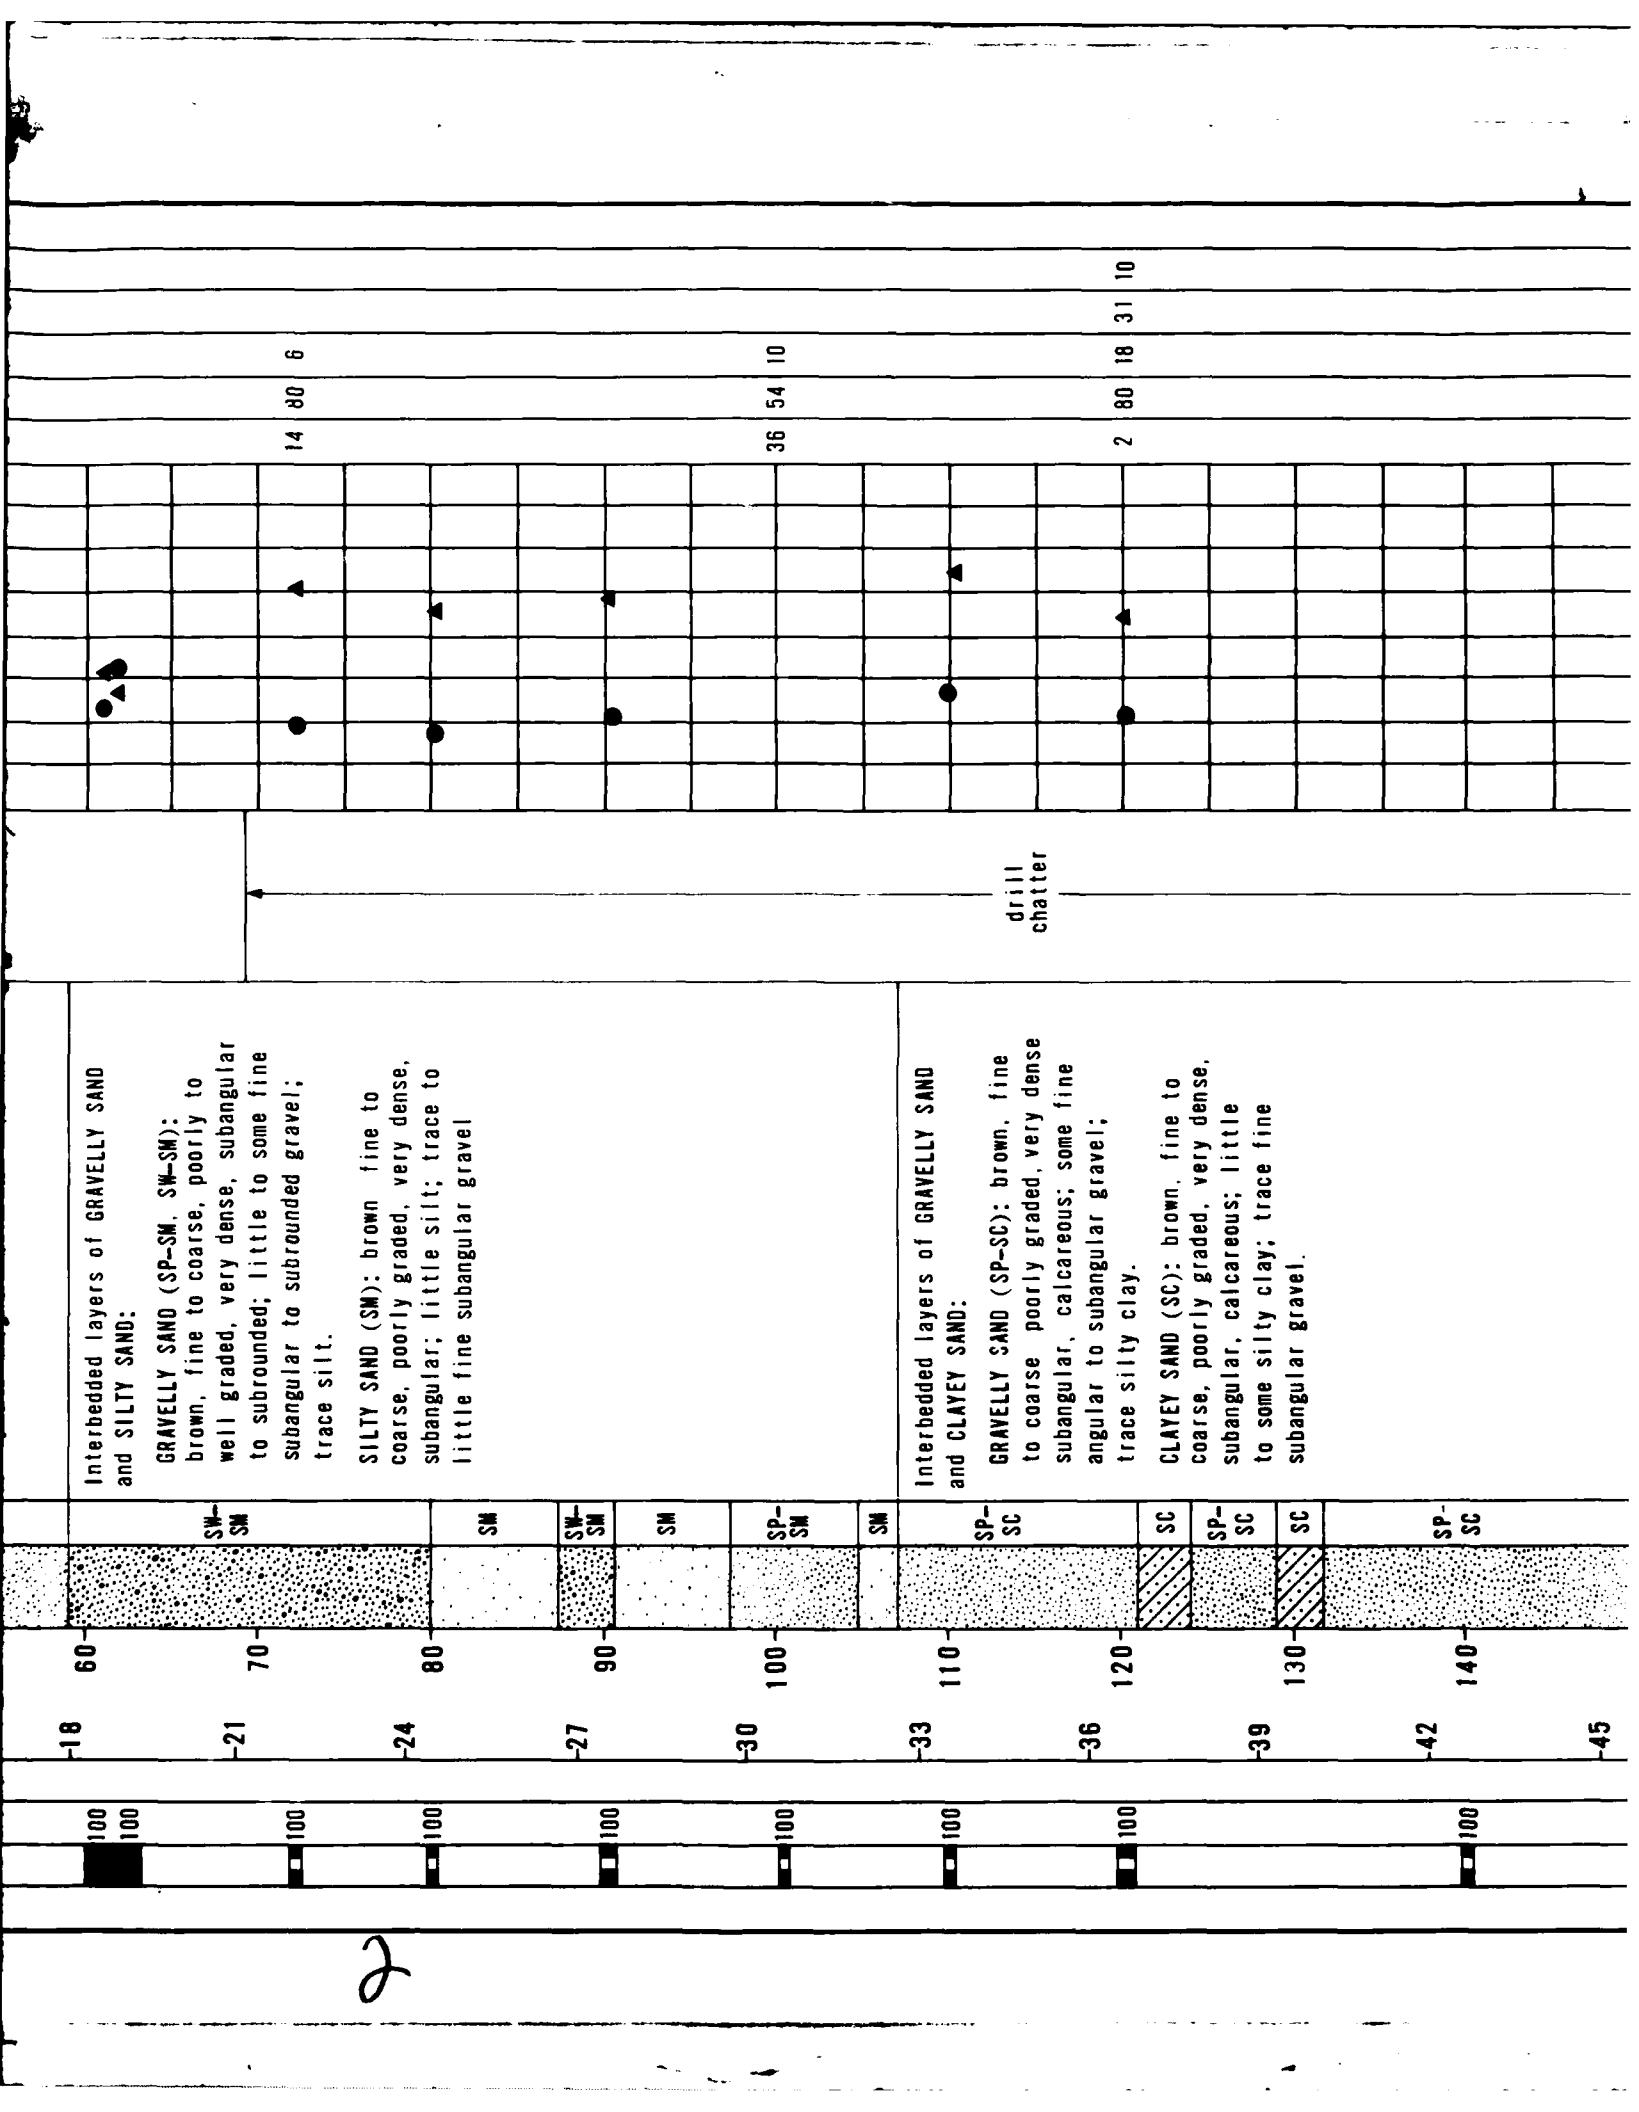 100
100
100
100
100
100
100
100
100
-18
-21
-24
-27
-30
-33
-36
-39
-42
-45
60
70
80
90
100
110
120
130
140
SW-
SM
SM
SW-
SM
SM
SP-
SM
SM
SP-
SC
SC
SP-
SC
SC
SP-
SC
Interbedded layers of GRAVELLY SAND
and SILTY SAND:
GRAVELLY SAND (SP-SM, SW-SM):
brown, fine to coarse, poorly to
well graded, very dense, subangular
to subrounded; little to some fine
subangular to subrounded gravel;
trace silt.
SILTY SAND (SM): brown fine to
coarse, poorly graded, very dense,
subangular; little silt; trace to
little fine subangular gravel
Interbedded layers of GRAVELLY SAND
and CLAYEY SAND:
GRAVELLY SAND (SP-SC): brown, fine
to coarse poorly graded, very dense
subangular, calcareous; some fine
angular to subangular gravel;
trace silty clay.
CLAYEY SAND (SC): brown, fine to
coarse, poorly graded, very dense,
subangular, calcareous; little
to some silty clay; trace fine
subangular gravel.
drill
chatter
14 80 6
36 54 10
2 80 18 31 10
2